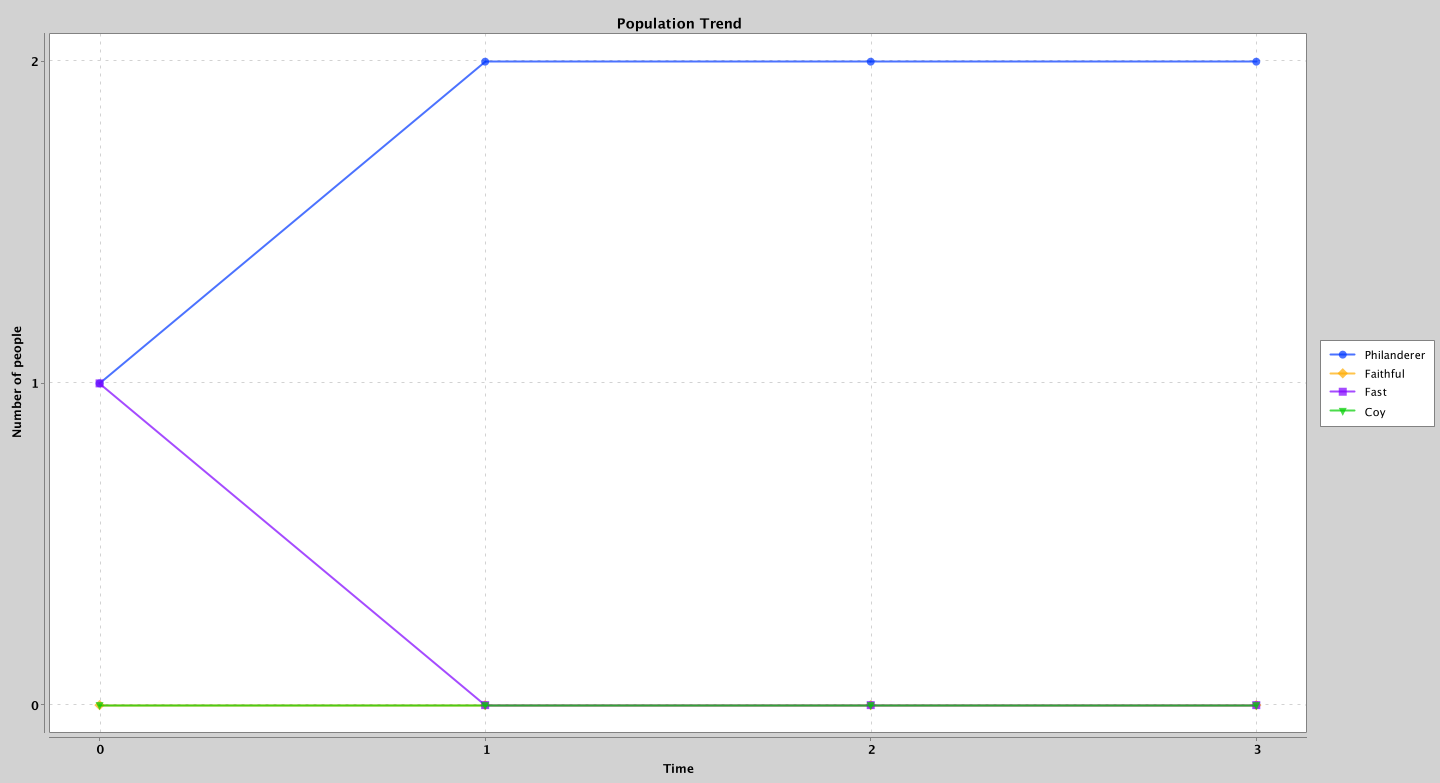 Population Trend
Number of people
2
1
0
0
1
2
3
Time
Philanderer
Faithful
Fast
Coy